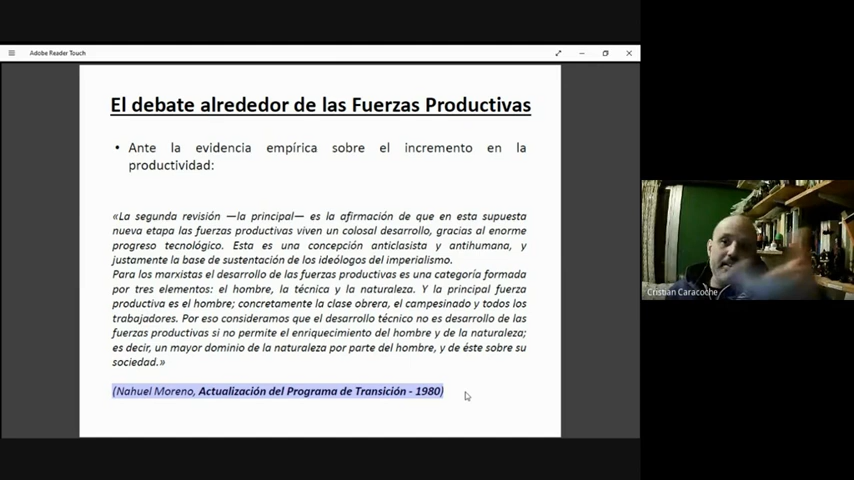 Adobe Reader Touch
El debate alrededor de las Fuerzas Productivas
• Ante la evidencia empírica sobre el incremento en la
productividad:
«La segunda revisión —la principal— es la afirmación de que en esta supuesta
nueva etapa las fuerzas productivas viven un colosal desarrollo, gracias al enorme
progreso tecnológico. Esta es una concepción anticlasista y antihumana, y
justamente la base de sustentación de los ideólogos del imperialismo.
Para los marxistas el desarrollo de las fuerzas productivas es una categoría formada
por tres elementos: el hombre, la técnica y la naturaleza. Y la principal fuerza
productiva es el hombre; concretamente la clase obrera, el campesinado y todos los
trabajadores. Por eso consideramos que el desarrollo técnico no es desarrollo de las
fuerzas productivas si no permite el enriquecimiento del hombre y de la naturaleza;
es decir, un mayor dominio de la naturaleza por parte del hombre, y de éste sobre su
sociedad.»
(Nahuel Moreno, Actualización del Programa de Transición - 1980)
Cristian Caracoche